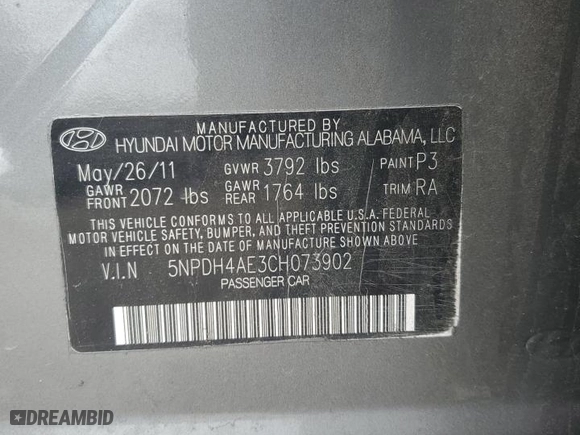 MANUFACTURED BY
HYUNDAI MOTOR MANUFACTURING ALABAMA, LLC
May/26/11 GVWR 3792 lbs PAINT P3
GAWR FRONT 2072 lbs GAWR REAR 1764 lbs TRIM RA
THIS VEHICLE CONFORMS TO ALL APPLICABLE U.S.A. FEDERAL
MOTOR VEHICLE SAFETY, BUMPER, AND THEFT PREVENTION STANDARDS
IN EFFECT ON THE DATE OF MANUFACTURE SHOWN ABOVE.
V.I.N 5NPDH4AE3CH073902
PASSENGER CAR
DREAMBID